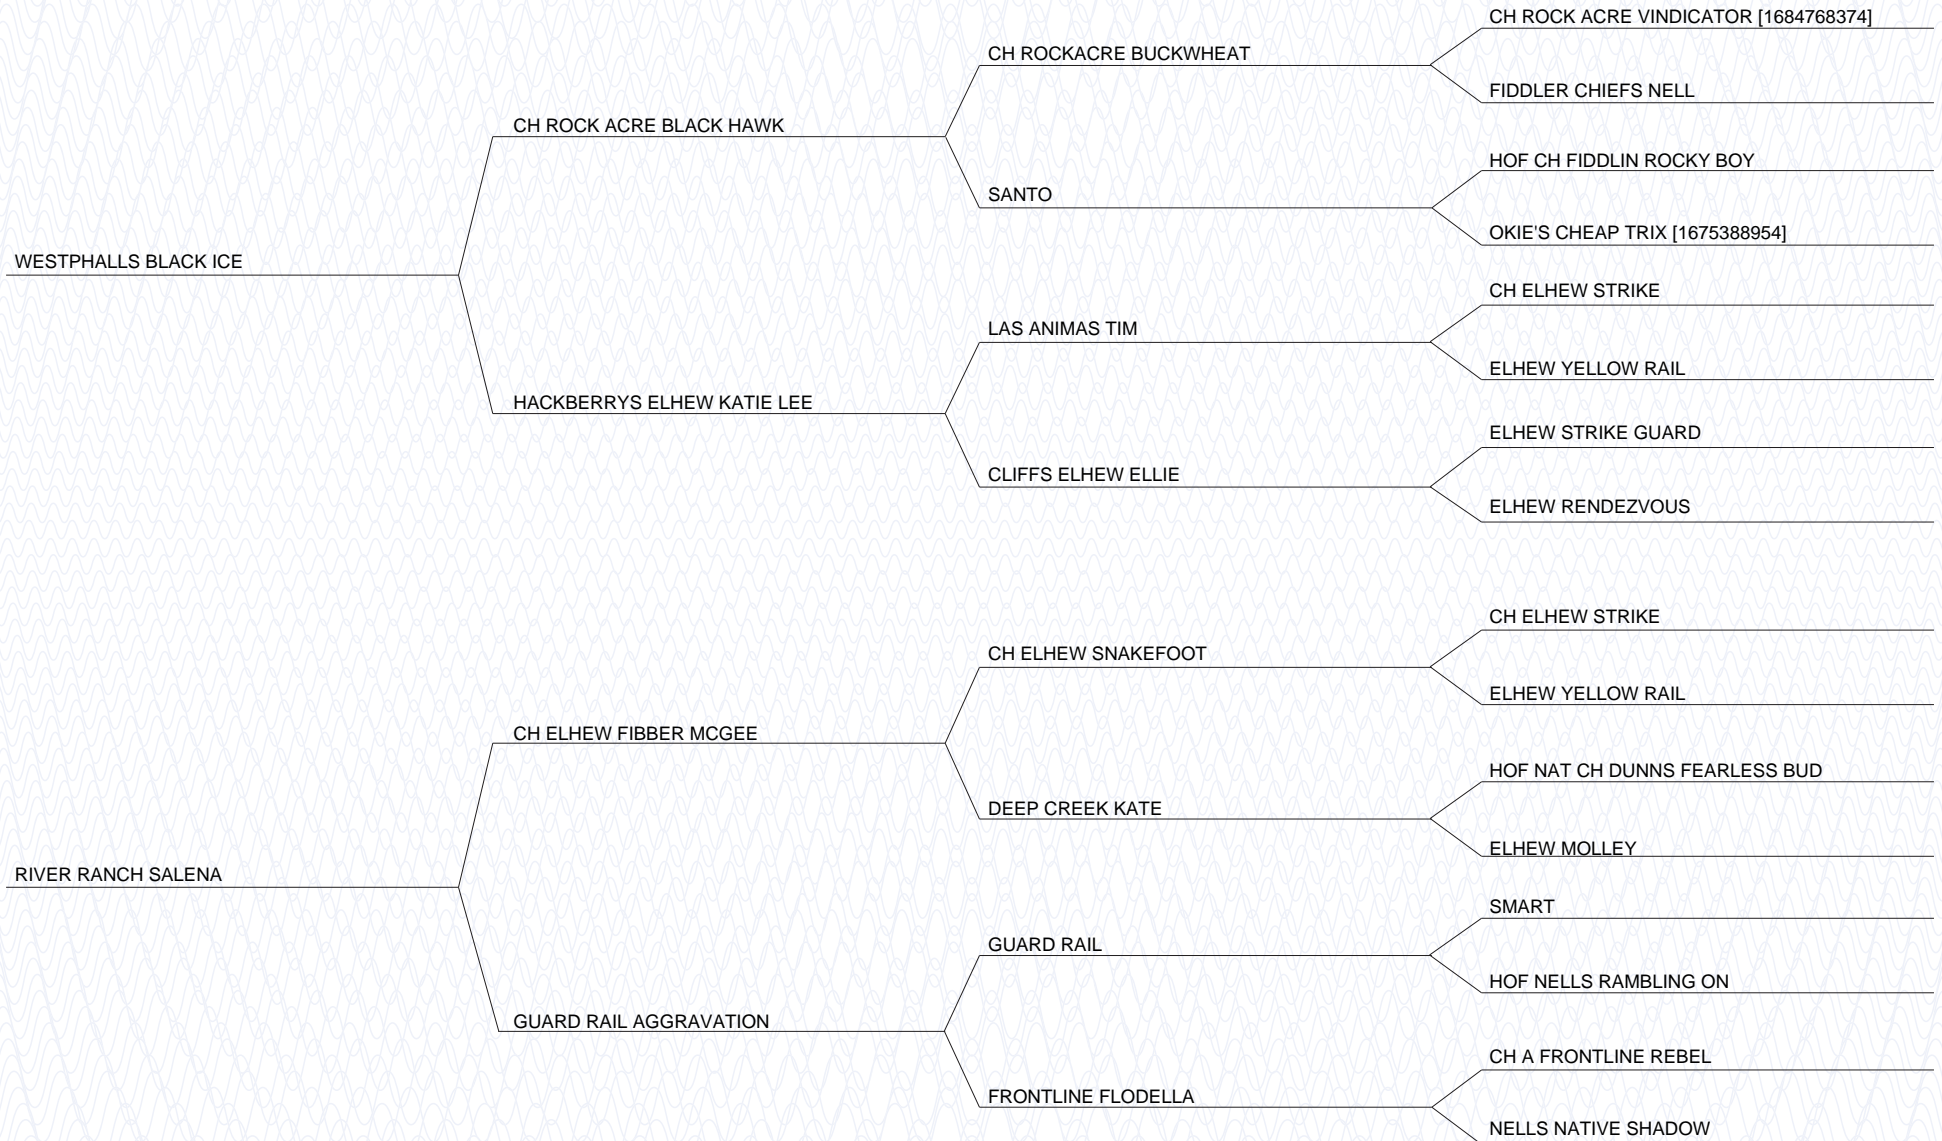 CH ROCK ACRE VINDICATOR [1684768374]
CH ROCKACRE BUCKWHEAT
FIDDLER CHIEFS NELL
CH ROCK ACRE BLACK HAWK
HOF CH FIDDLIN ROCKY BOY
SANTO
OKIE'S CHEAP TRIX [1675388954]
WESTPHALLS BLACK ICE
CH ELHEW STRIKE
LAS ANIMAS TIM
ELHEW YELLOW RAIL
HACKBERRYS ELHEW KATIE LEE
ELHEW STRIKE GUARD
CLIFFS ELHEW ELLIE
ELHEW RENDEZVOUS
CH ELHEW STRIKE
CH ELHEW SNAKEFOOT
ELHEW YELLOW RAIL
CH ELHEW FIBBER MCGEE
HOF NAT CH DUNNS FEARLESS BUD
DEEP CREEK KATE
ELHEW MOLLEY
RIVER RANCH SALENA
SMART
GUARD RAIL
HOF NELLS RAMBLING ON
GUARD RAIL AGGRAVATION
CH A FRONTLINE REBEL
FRONTLINE FLODELLA
NELLS NATIVE SHADOW